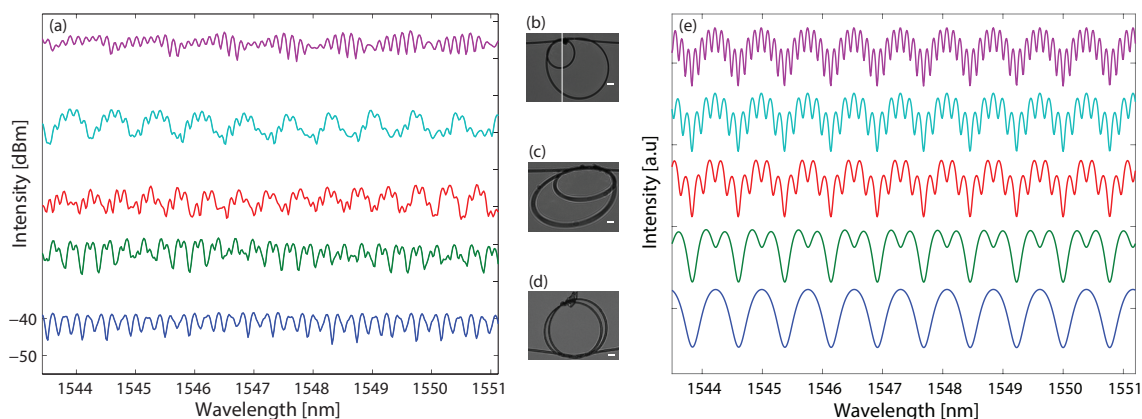 (a)
Intensity [dBm]
−40
−50
1544 1545 1546 1547 1548 1549 1550 1551
Wavelength [nm]
(b)
(c)
(d)
(e)
Intensity [a.u]
1544 1545 1546 1547 1548 1549 1550 1551
Wavelength [nm]